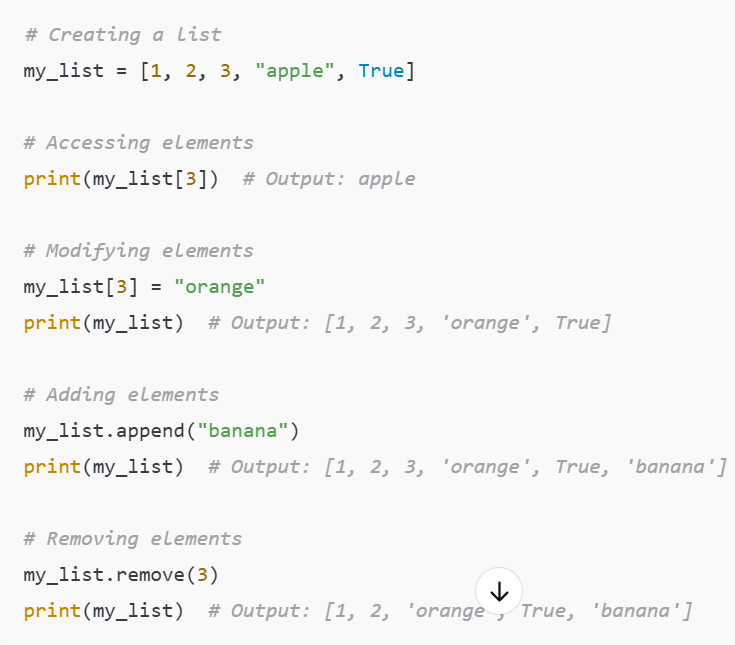 # Creating a list
my_list = [1, 2, 3, "apple", True]
# Accessing elements
print(my_list[3])  # Output: apple
# Modifying elements
my_list[3] = "orange"
print(my_list)  # Output: [1, 2, 3, 'orange', True]
# Adding elements
my_list.append("banana")
print(my_list)  # Output: [1, 2, 3, 'orange', True, 'banana']
# Removing elements
my_list.remove(3)
print(my_list)  # Output: [1, 2, 'orange', True, 'banana']